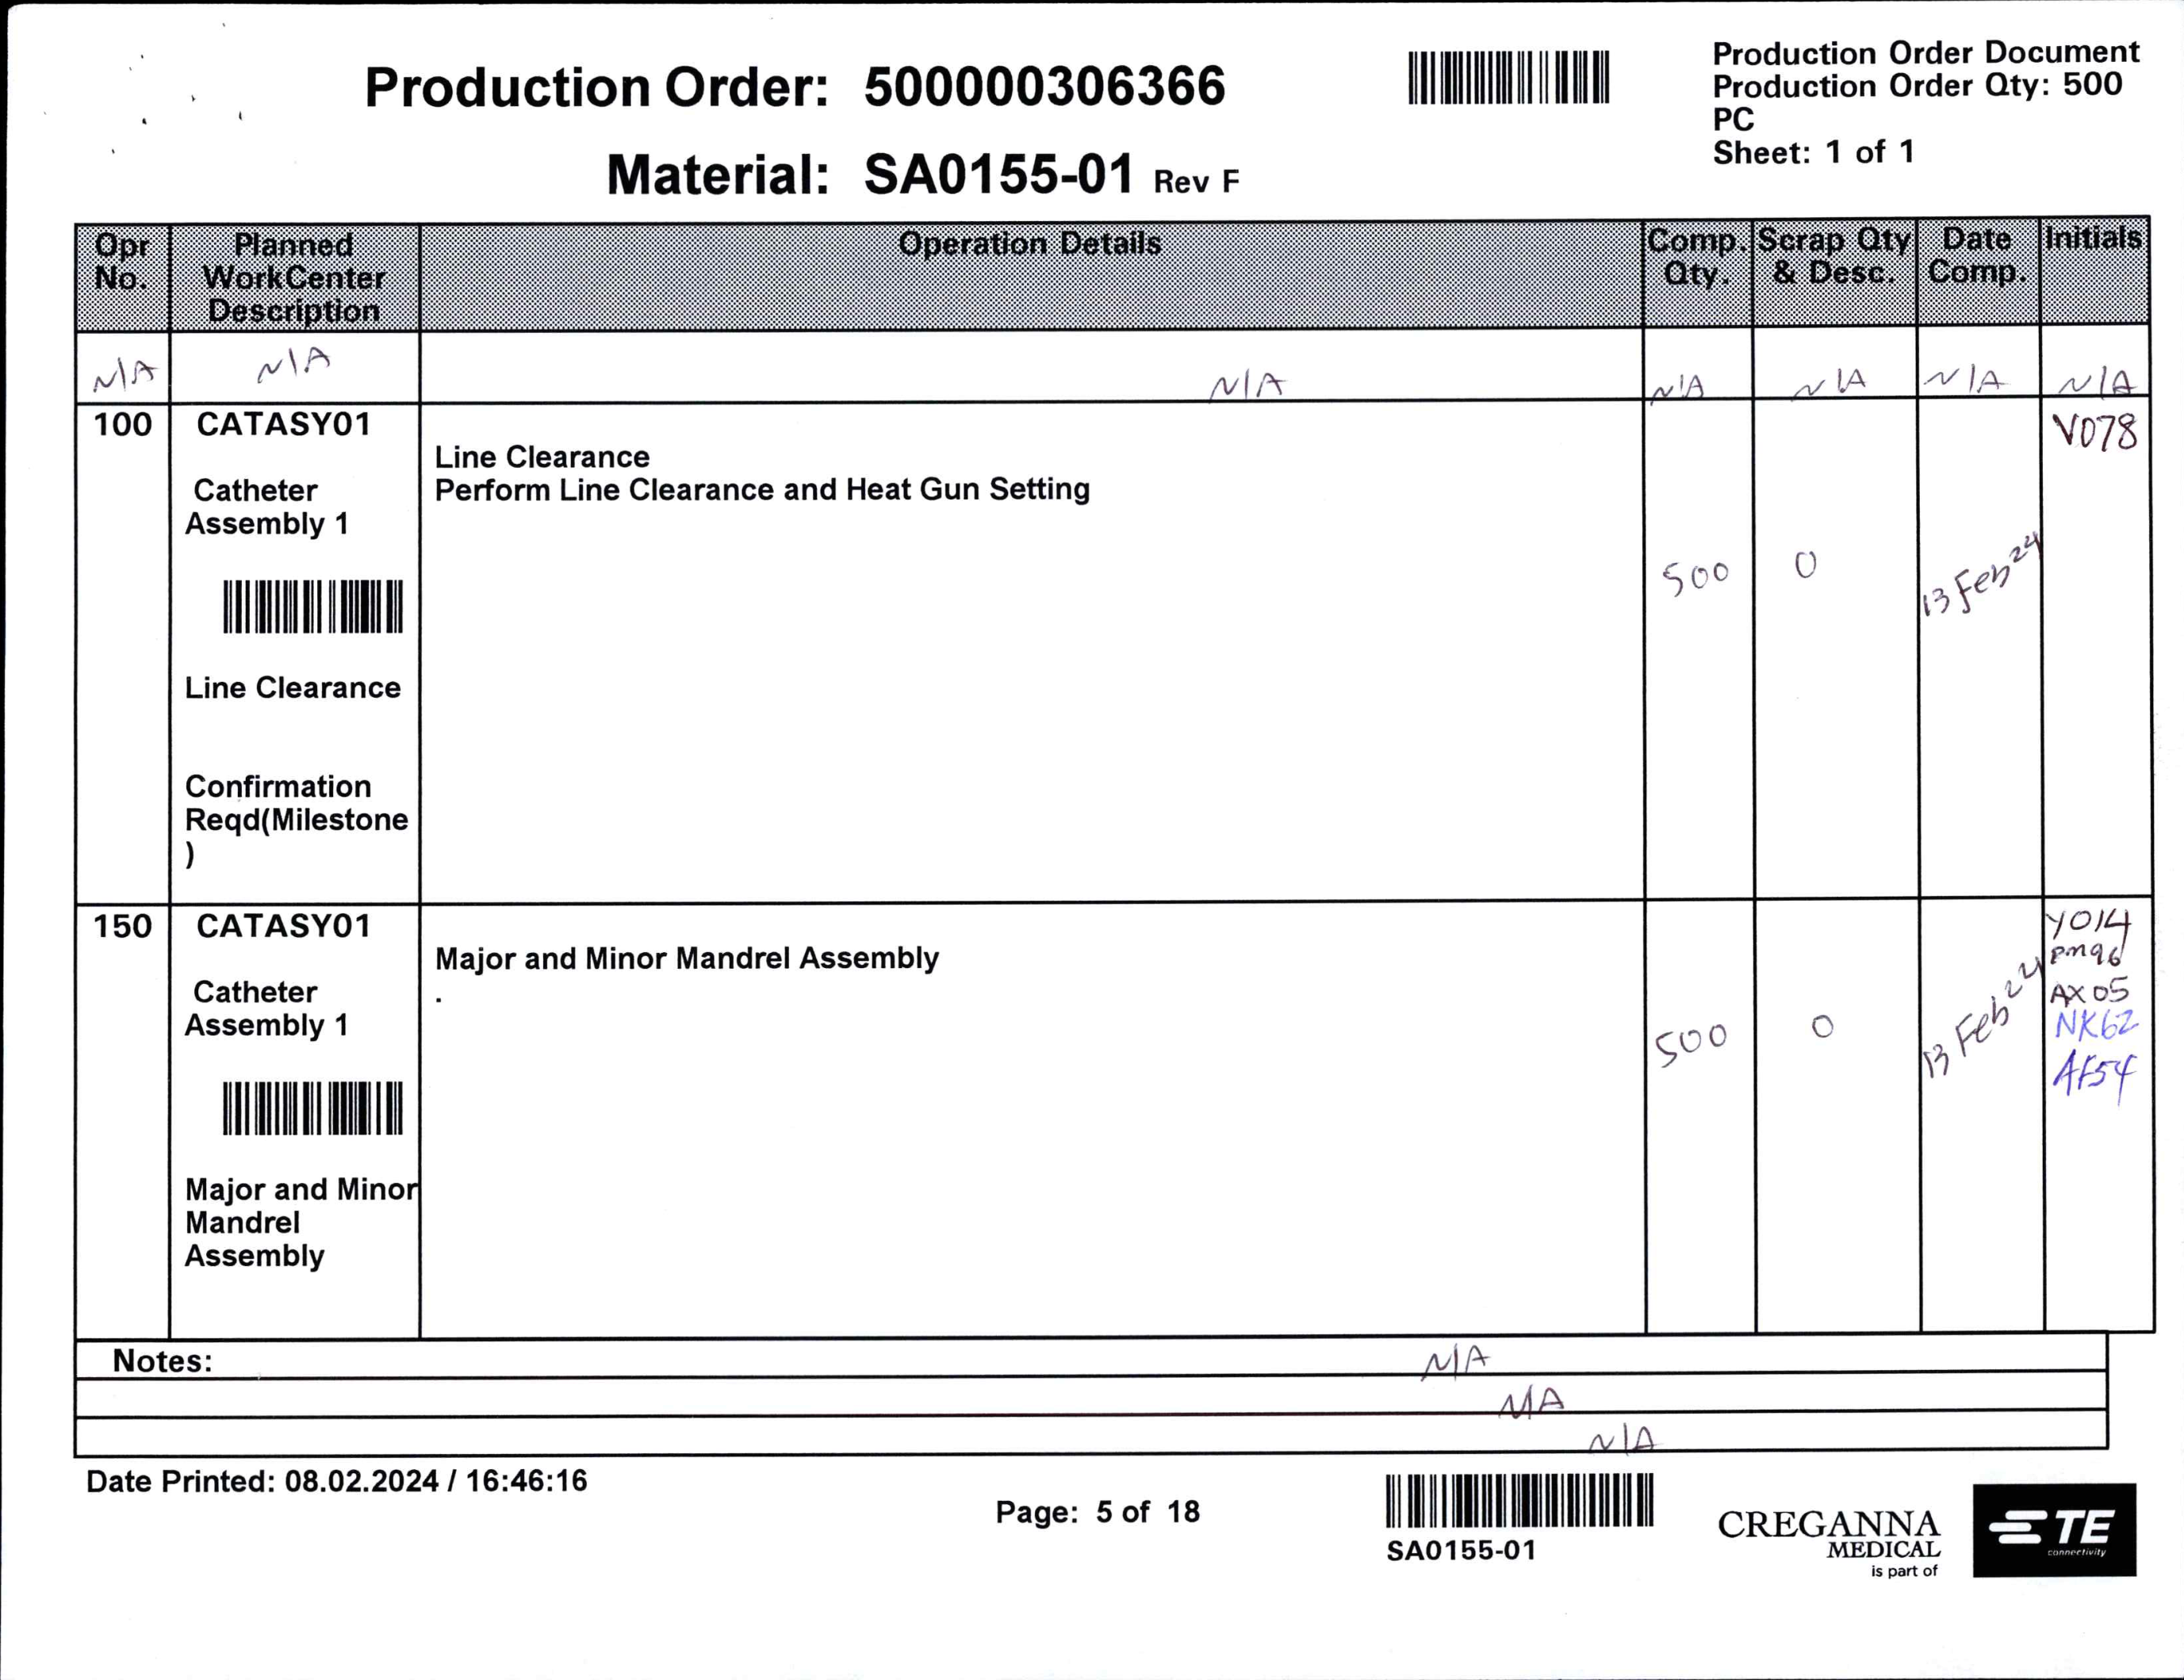 Production Order: 500000306366
Material: SA0155-01 Rev F
Production Order Document
Production Order Qty: 500
PC
Sheet: 1 of 1
Opr No. Planned WorkCenter Description Operation Details Comp. Qty. Scrap Qty & Desc. Date Comp. Initials
N/A N/A N/A N/A N/A N/A N/A
100 CATASY01 V078
Line Clearance
Catheter Perform Line Clearance and Heat Gun Setting
Assembly 1
500 0 13 Feb 24
Line Clearance
Confirmation
Reqd(Milestone
)
150 CATASY01 Y014
Major and Minor Mandrel Assembly PM96
Catheter . AX05
Assembly 1 500 0 13 Feb 24 NK62
AF54
Major and Minor
Mandrel
Assembly
Notes: N/A
N/A
N/A
Date Printed: 08.02.2024 / 16:46:16
Page: 5 of 18
SA0155-01
CREGANNA
MEDICAL
is part of
TE
connectivity